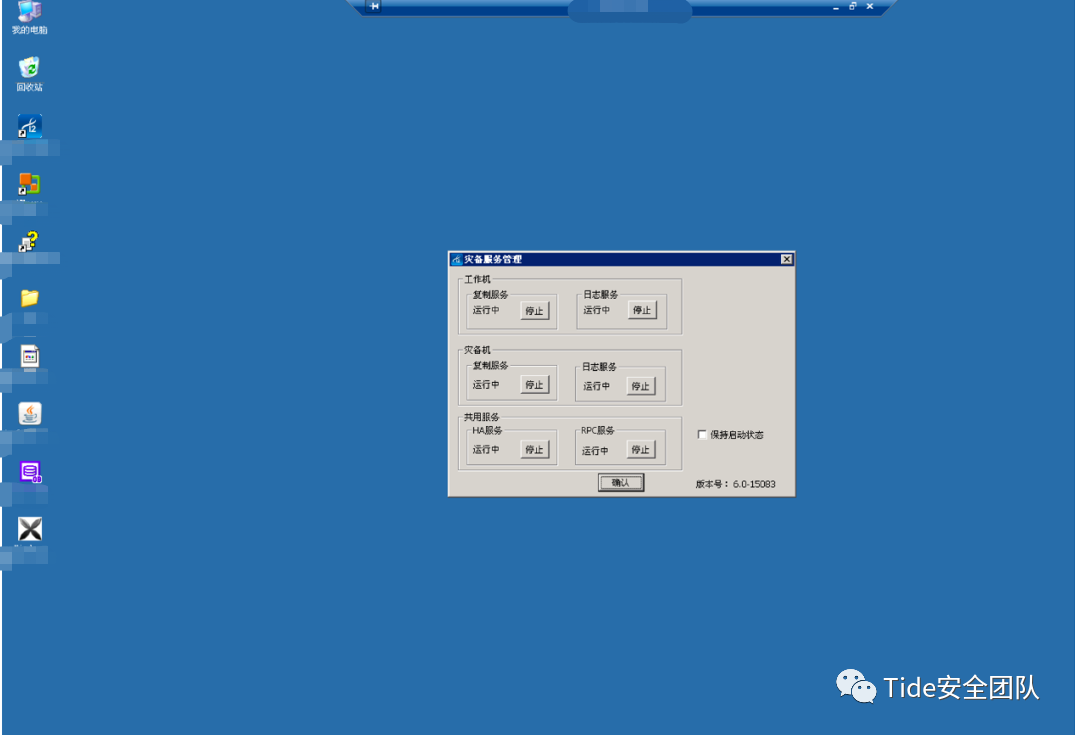 我的电脑
回收站
灾备服务管理
工作机
复制服务
运行中
停止
日志服务
运行中
停止
灾备机
复制服务
运行中
停止
日志服务
运行中
停止
共用服务
HA服务
运行中
停止
RPC服务
运行中
停止
保持启动状态
确认
版本号： 6.0-15083
Tide安全团队